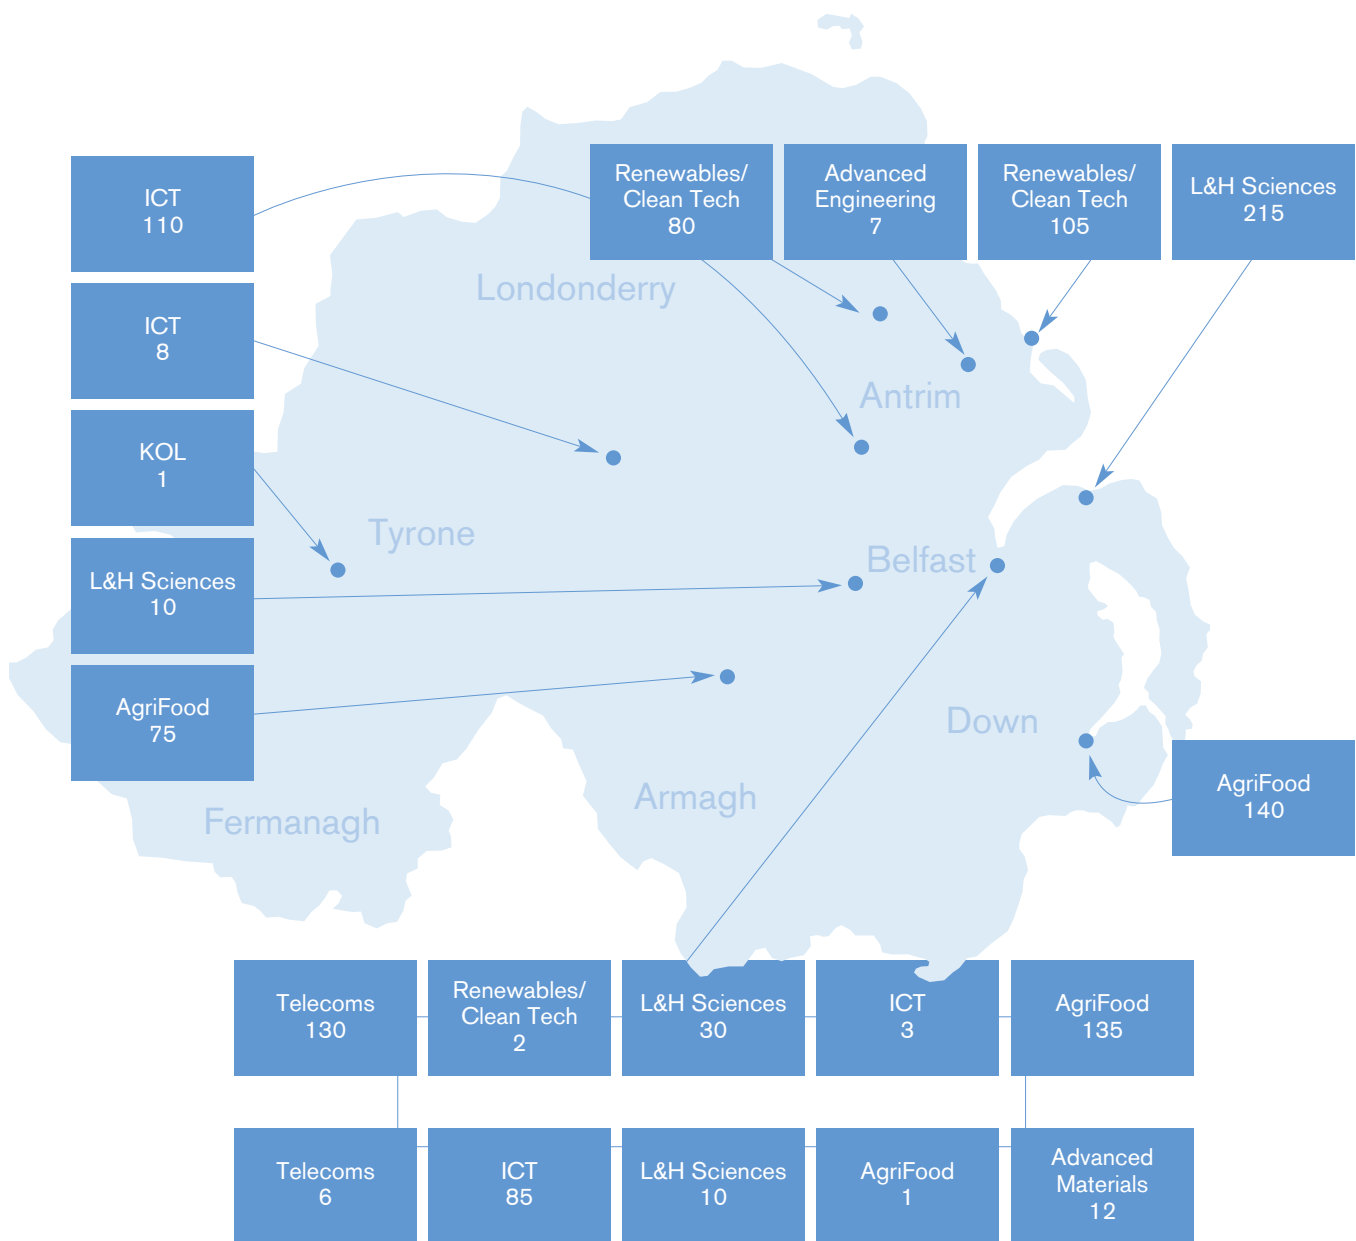 ICT
110
Renewables/
Clean Tech
80
Advanced
Engineering
7
Renewables/
Clean Tech
105
L&H Sciences
215
ICT
8
KOL
1
L&H Sciences
10
AgriFood
75
Londonderry
Antrim
Tyrone
Belfast
Down
Armagh
Fermanagh
AgriFood
140
Telecoms
130
Renewables/
Clean Tech
2
L&H Sciences
30
ICT
3
AgriFood
135
Telecoms
6
ICT
85
L&H Sciences
10
AgriFood
1
Advanced
Materials
12